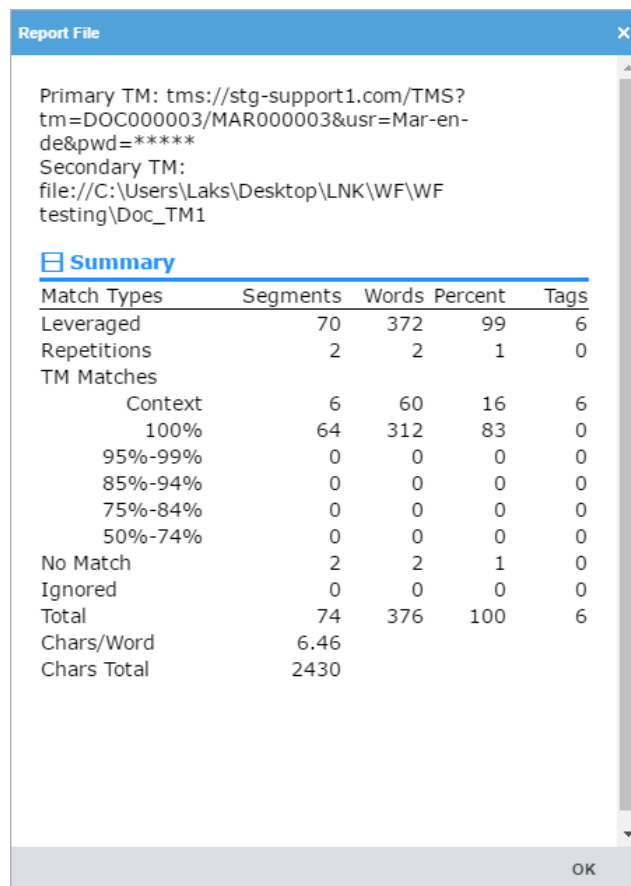 Report File ×
Primary TM: tms://stg-support1.com/TMS?
tm=DOC000003/MAR000003&usr=Mar-en-
de&pwd=*****
Secondary TM:
file://C:\Users\Laks\Desktop\LNK\WF\WF
testing\Doc_TM1
Summary
Match Types Segments Words Percent Tags
Leveraged 70 372 99 6
Repetitions 2 2 1 0
TM Matches
Context 6 60 16 6
100% 64 312 83 0
95%-99% 0 0 0 0
85%-94% 0 0 0 0
75%-84% 0 0 0 0
50%-74% 0 0 0 0
No Match 2 2 1 0
Ignored 0 0 0 0
Total 74 376 100 6
Chars/Word 6.46
Chars Total 2430
OK